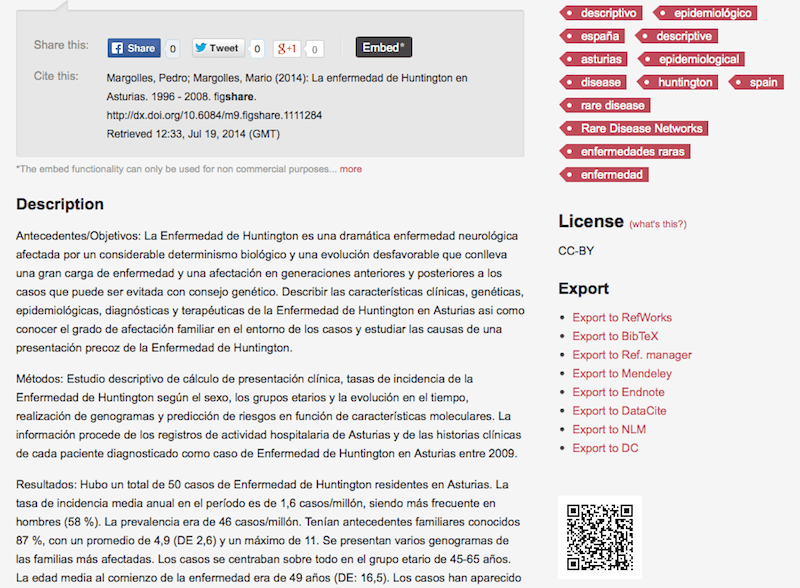 Share this:
Share 0 Tweet 0 g+1 0 Embed*
Cite this:
Margolles, Pedro; Margolles, Mario (2014): La enfermedad de Huntington en
Asturias. 1996 - 2008. figshare.
http://dx.doi.org/10.6084/m9.figshare.1111284
Retrieved 12:33, Jul 19, 2014 (GMT)
*The embed functionality can only be used for non commercial purposes... more
Description
Antecedentes/Objetivos: La Enfermedad de Huntington es una dramática enfermedad neurológica
afectada por un considerable determinismo biológico y una evolución desfavorable que conlleva
una gran carga de enfermedad y una afectación en generaciones anteriores y posteriores a los
casos que puede ser evitada con consejo genético. Describir las características clínicas, genéticas,
epidemiológicas, diagnósticas y terapéuticas de la Enfermedad de Huntington en Asturias asi como
conocer el grado de afectación familiar en el entorno de los casos y estudiar las causas de una
presentación precoz de la Enfermedad de Huntington.
Métodos: Estudio descriptivo de cálculo de presentación clínica, tasas de incidencia de la
Enfermedad de Huntington según el sexo, los grupos etarios y la evolución en el tiempo,
realización de genogramas y predicción de riesgos en función de características moleculares. La
información procede de los registros de actividad hospitalaria de Asturias y de las historias clínicas
de cada paciente diagnosticado como caso de Enfermedad de Huntington en Asturias entre 2009.
Resultados: Hubo un total de 50 casos de Enfermedad de Huntington residentes en Asturias. La
tasa de incidencia media anual en el período es de 1,6 casos/millón, siendo más frecuente en
hombres (58 %). La prevalencia era de 46 casos/millón. Tenían antecedentes familiares conocidos
87 %, con un promedio de 4,9 (DE 2,6) y un máximo de 11. Se presentan varios genogramas de
las familias más afectadas. Los casos se centraban sobre todo en el grupo etario de 45-65 años.
La edad media al comienzo de la enfermedad era de 49 años (DE: 16,5). Los casos han aparecido
descriptivo epidemiológico
españa descriptive
asturias epidemiological
disease huntington spain
rare disease
Rare Disease Networks
enfermedades raras
enfermedad
License (what's this?)
CC-BY
Export
Export to RefWorks
Export to BibTeX
Export to Ref. manager
Export to Mendeley
Export to Endnote
Export to DataCite
Export to NLM
Export to DC